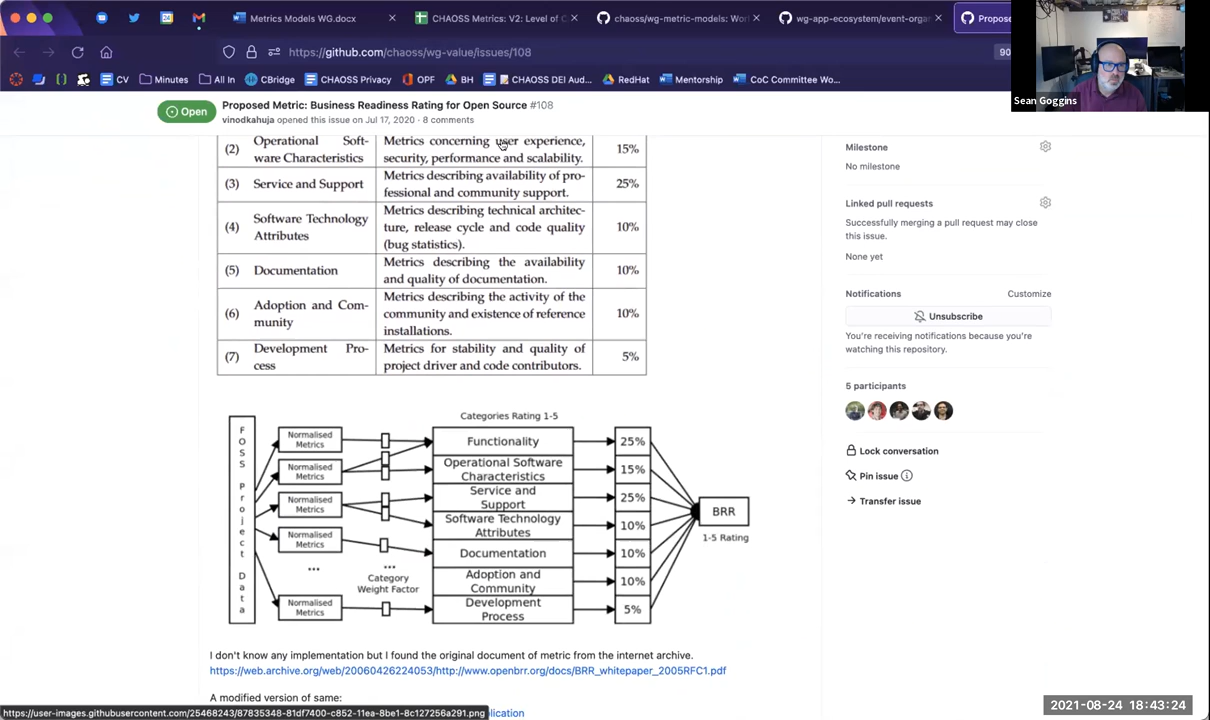 Metrics Models WG.docx
CHAOSS Metrics: V2: Level of C
chaoss/wg-metric-models: Wor
wg-app-ecosystem/event-orga
Propose
https://github.com/chaoss/wg-value/issues/108
90
CV
Minutes
All In
CBridge
CHAOSS Privacy
OPF
BH
CHAOSS DEI Aud...
RedHat
Mentorship
CoC Committee Wo...
Sean Goggins
Open
Proposed Metric: Business Readiness Rating for Open Source #108
vinodkahuja opened this issue on Jul 17, 2020 · 8 comments
(2) Operational Soft-
ware Characteristics
Metrics concerning user experience,
security, performance and scalability.
15%
(3) Service and Support
Metrics describing availability of pro-
fessional and community support.
25%
(4) Software Technology
Attributes
Metrics describing technical architec-
ture, release cycle and code quality
(bug statistics).
10%
(5) Documentation
Metrics describing the availability
and quality of documentation.
10%
(6) Adoption and Com-
munity
Metrics describing the activity of the
community and existence of reference
installations.
10%
(7) Development Pro-
cess
Metrics for stability and quality of
project driver and code contributors.
5%
Categories Rating 1-5
FOSS Project Data
Normalised
Metrics
Normalised
Metrics
Normalised
Metrics
Normalised
Metrics
...
Normalised
Metrics
...
Category
Weight Factor
Functionality
Operational Software
Characteristics
Service and
Support
Software Technology
Attributes
Documentation
Adoption and
Community
Development
Process
25%
15%
25%
10%
10%
10%
5%
BRR
1-5 Rating
I don't know any implementation but I found the original document of metric from the internet archive.
https://web.archive.org/web/20060426224053/http://www.openbrr.org/docs/BRR_whitepaper_2005RFC1.pdf
A modified version of same:
lication
https://user-images.githubusercontent.com/25468243/87835348-81df7400-c852-11ea-8be1-8c127256a291.png
Milestone
No milestone
Linked pull requests
Successfully merging a pull request may close
this issue.
None yet
Notifications
Customize
Unsubscribe
You're receiving notifications because you're
watching this repository.
5 participants
Lock conversation
Pin issue
Transfer issue
2021-08-24 18:43:24